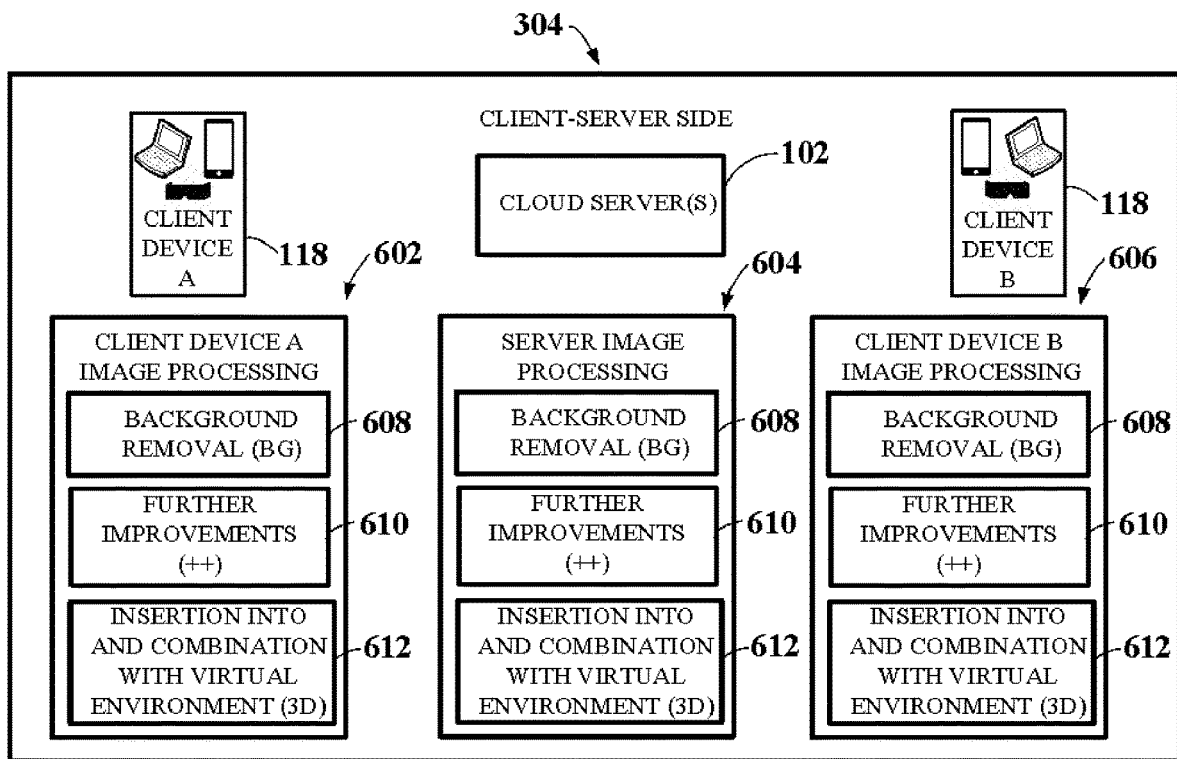 304
CLIENT-SERVER SIDE
CLIENT
DEVICE
A
118
CLOUD SERVER(S)
102
CLIENT
DEVICE
B
118
602
CLIENT DEVICE A
IMAGE PROCESSING
BACKGROUND
REMOVAL (BG)
608
FURTHER
IMPROVEMENTS
(++)
610
INSERTION INTO
AND COMBINATION
WITH VIRTUAL
ENVIRONMENT (3D)
612
604
SERVER IMAGE
PROCESSING
BACKGROUND
REMOVAL (BG)
608
FURTHER
IMPROVEMENTS
(++)
610
INSERTION INTO
AND COMBINATION
WITH VIRTUAL
ENVIRONMENT (3D)
612
606
CLIENT DEVICE B
IMAGE PROCESSING
BACKGROUND
REMOVAL (BG)
608
FURTHER
IMPROVEMENTS
(++)
610
INSERTION INTO
AND COMBINATION
WITH VIRTUAL
ENVIRONMENT (3D)
612